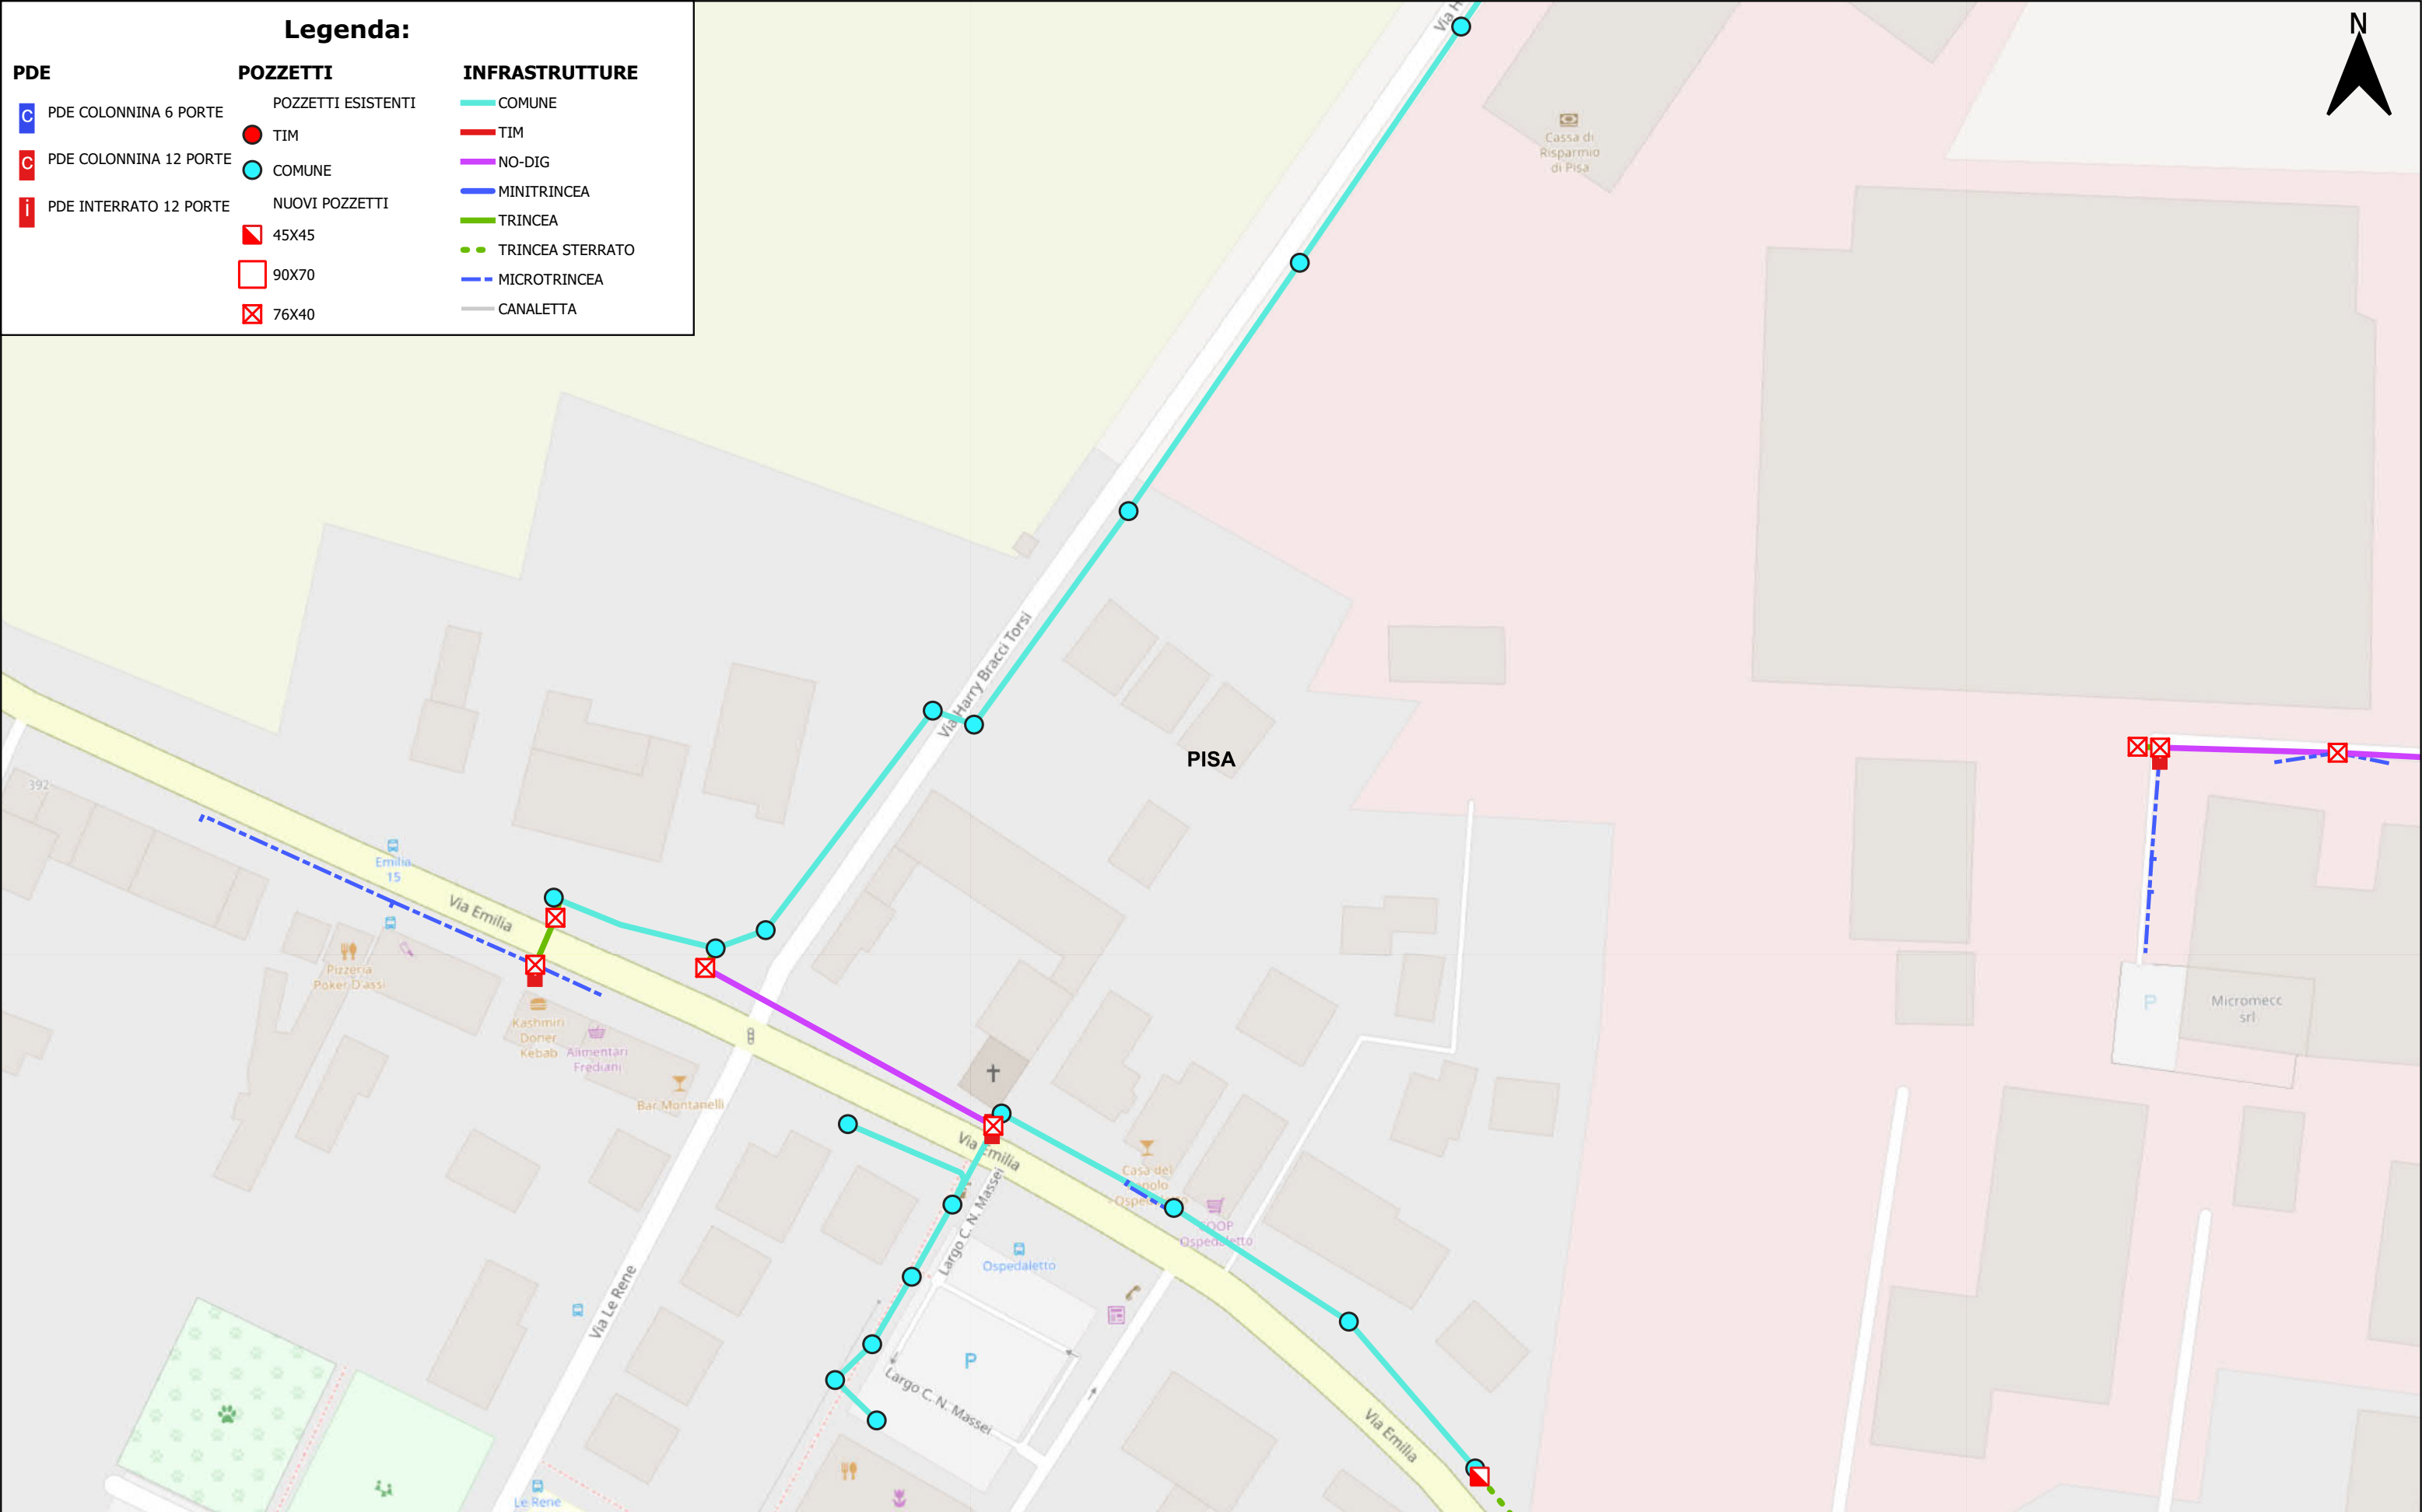 Legenda:
PDE
C PDE COLONNINA 6 PORTE
C PDE COLONNINA 12 PORTE
i PDE INTERRATO 12 PORTE
POZZETTI
POZZETTI ESISTENTI
TIM
COMUNE
NUOVI POZZETTI
45X45
90X70
76X40
INFRASTRUTTURE
COMUNE
TIM
NO-DIG
MINITRINCEA
TRINCEA
TRINCEA STERRATO
MICROTRINCEA
CANALETTA
N
Via H
Cassa di
Risparmio
di Pisa
Via Harry Bracci Torsi
PISA
392
Emilia
15
Via Emilia
Pizzeria
Poker D'assi
Kashmiri
Doner
Kebab
Alimentari
Frediani
Bar Montanelli
P
Micromecc
srl
Via Emilia
Casa del
Ospedaletto
Ospedaletto
Largo C. N. Massei
Ospedaletto
Via Le Rene
P
Largo C. N. Massei
Via Emilia
Le Rene